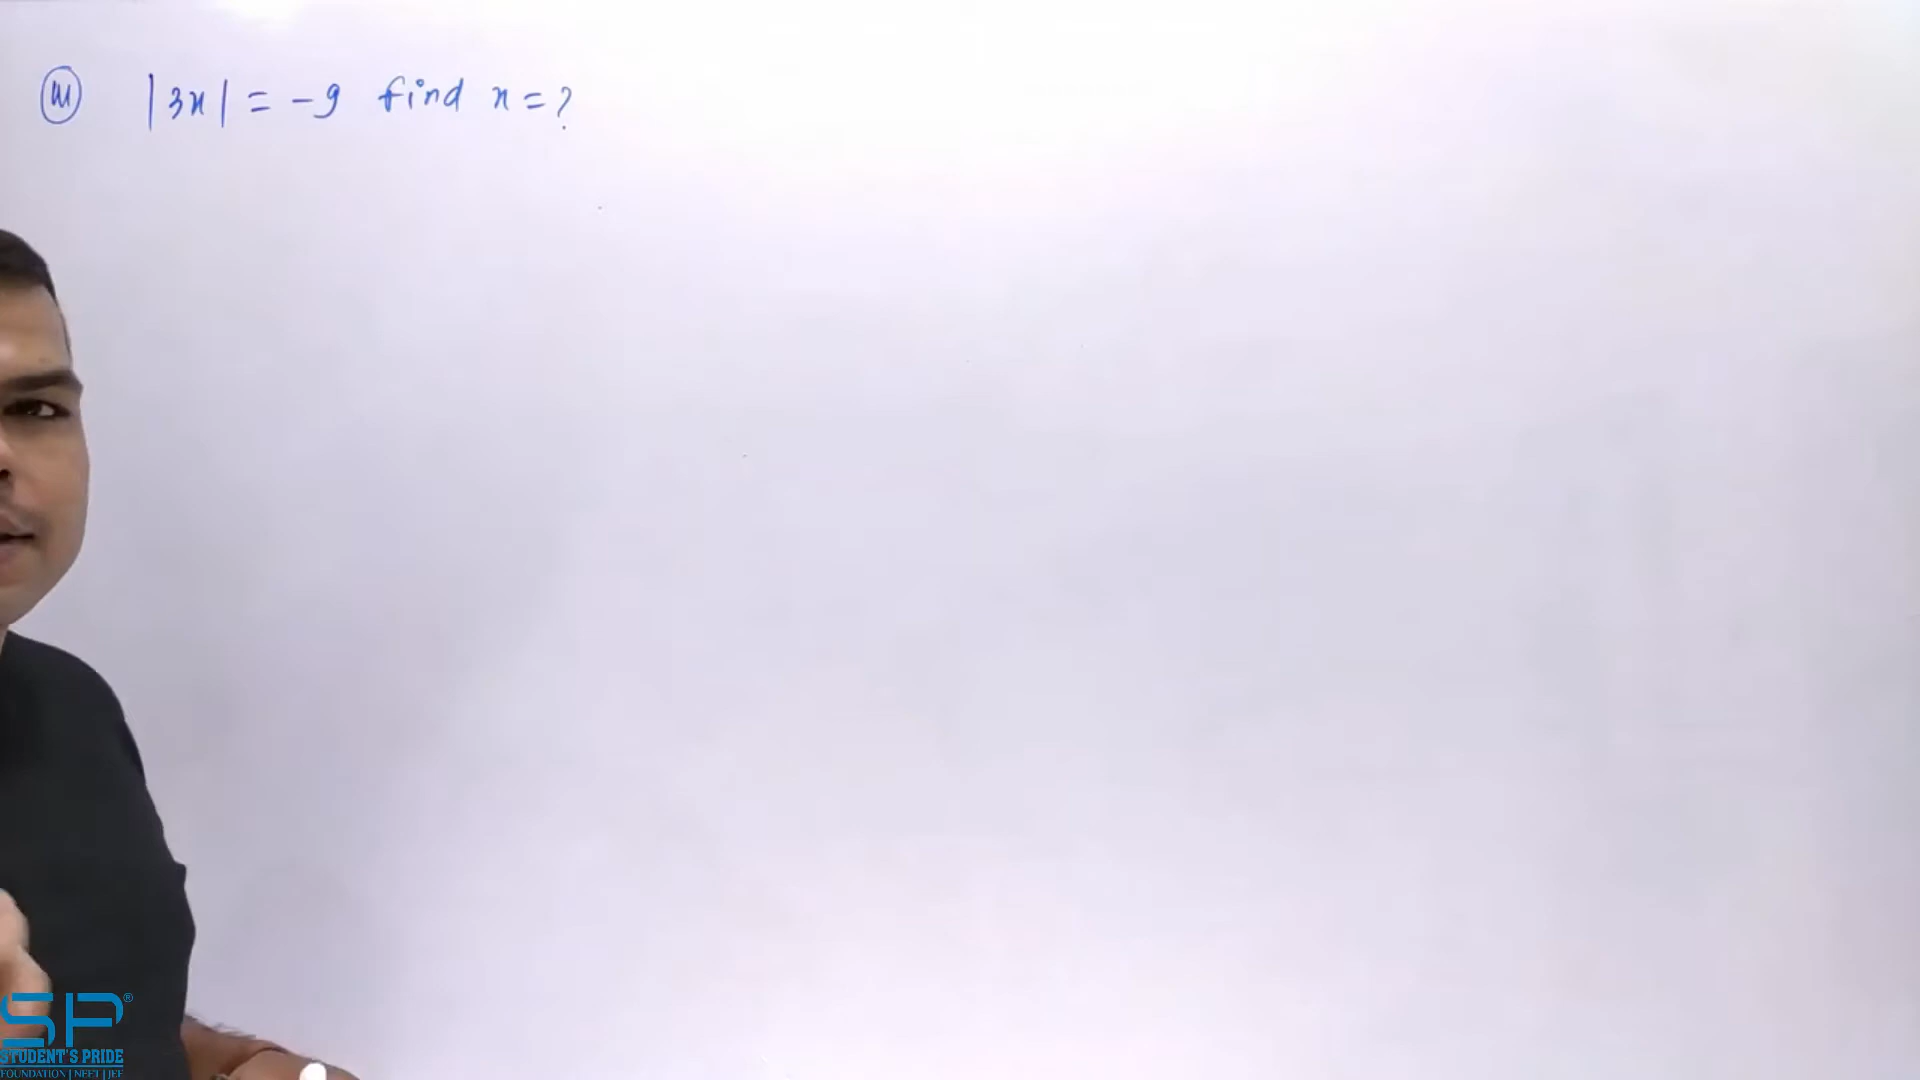 (iii) |3x| = -9 find x = ?
SP®
STUDENT'S PRIDE
FOUNDATION | NEET | JEE